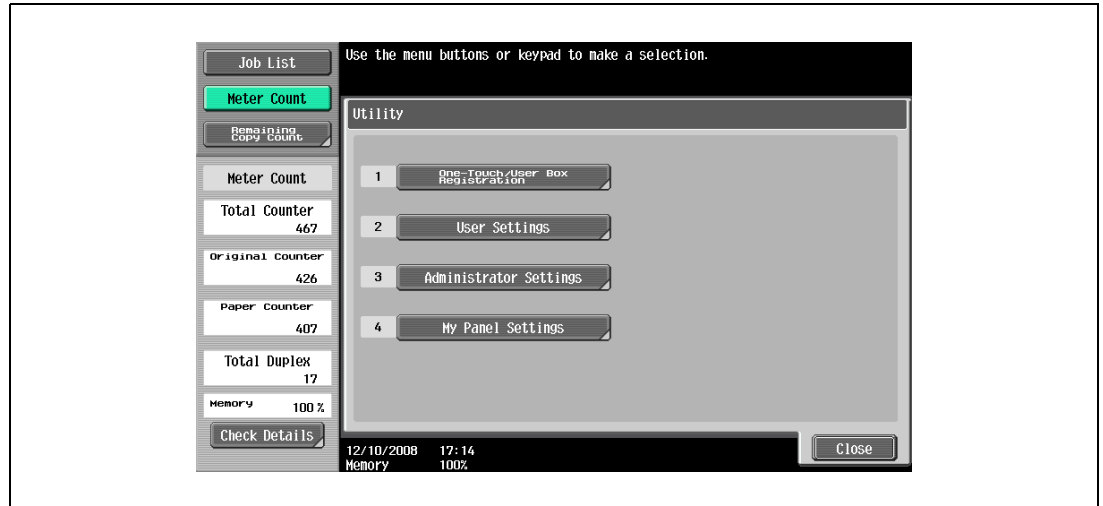 Job List
Meter Count
Remaining
Copy Count
Meter Count
Total Counter
467
Original Counter
426
Paper Counter
407
Total Duplex
17
Memory 100 %
Check Details
Use the menu buttons or keypad to make a selection.
Utility
1 One-Touch/User Box
Registration
2 User Settings
3 Administrator Settings
4 My Panel Settings
12/10/2008 17:14
Memory 100%
Close